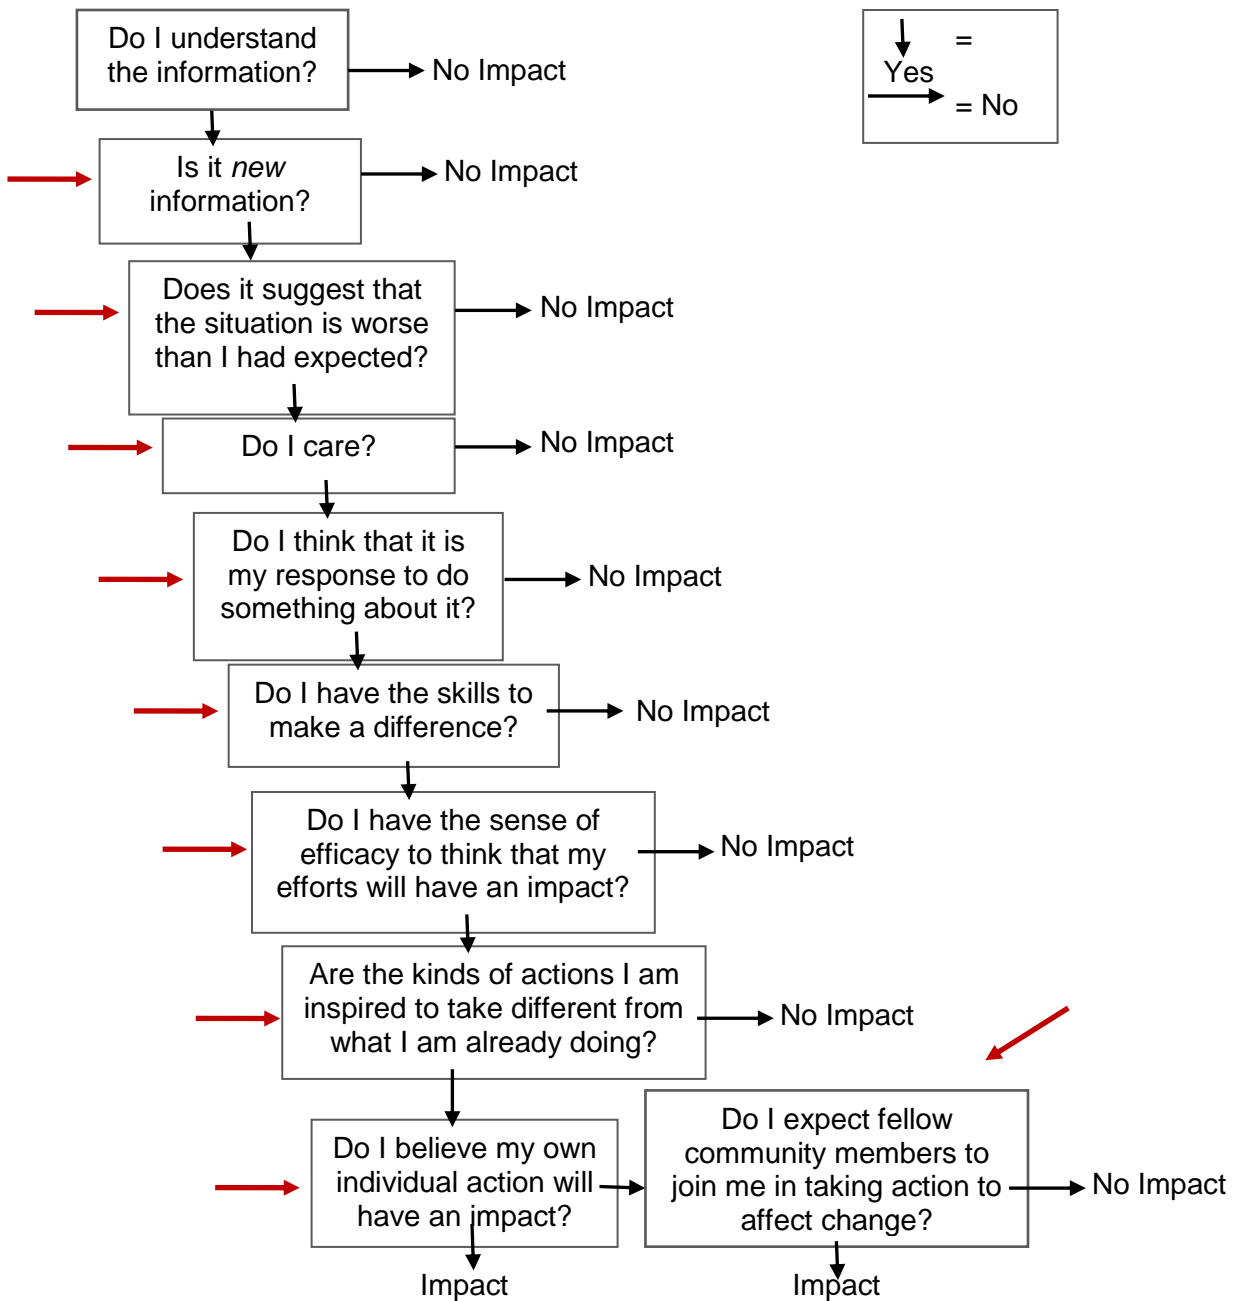 Do I understand
the information?
No Impact
=
Yes
= No
Is it new
information?
No Impact
Does it suggest that
the situation is worse
than I had expected?
No Impact
Do I care?
No Impact
Do I think that it is
my response to do
something about it?
No Impact
Do I have the skills to
make a difference?
No Impact
Do I have the sense of
efficacy to think that my
efforts will have an impact?
No Impact
Are the kinds of actions I am
inspired to take different from
what I am already doing?
No Impact
Do I believe my own
individual action will
have an impact?
Do I expect fellow
community members to
join me in taking action to
affect change?
No Impact
Impact
Impact